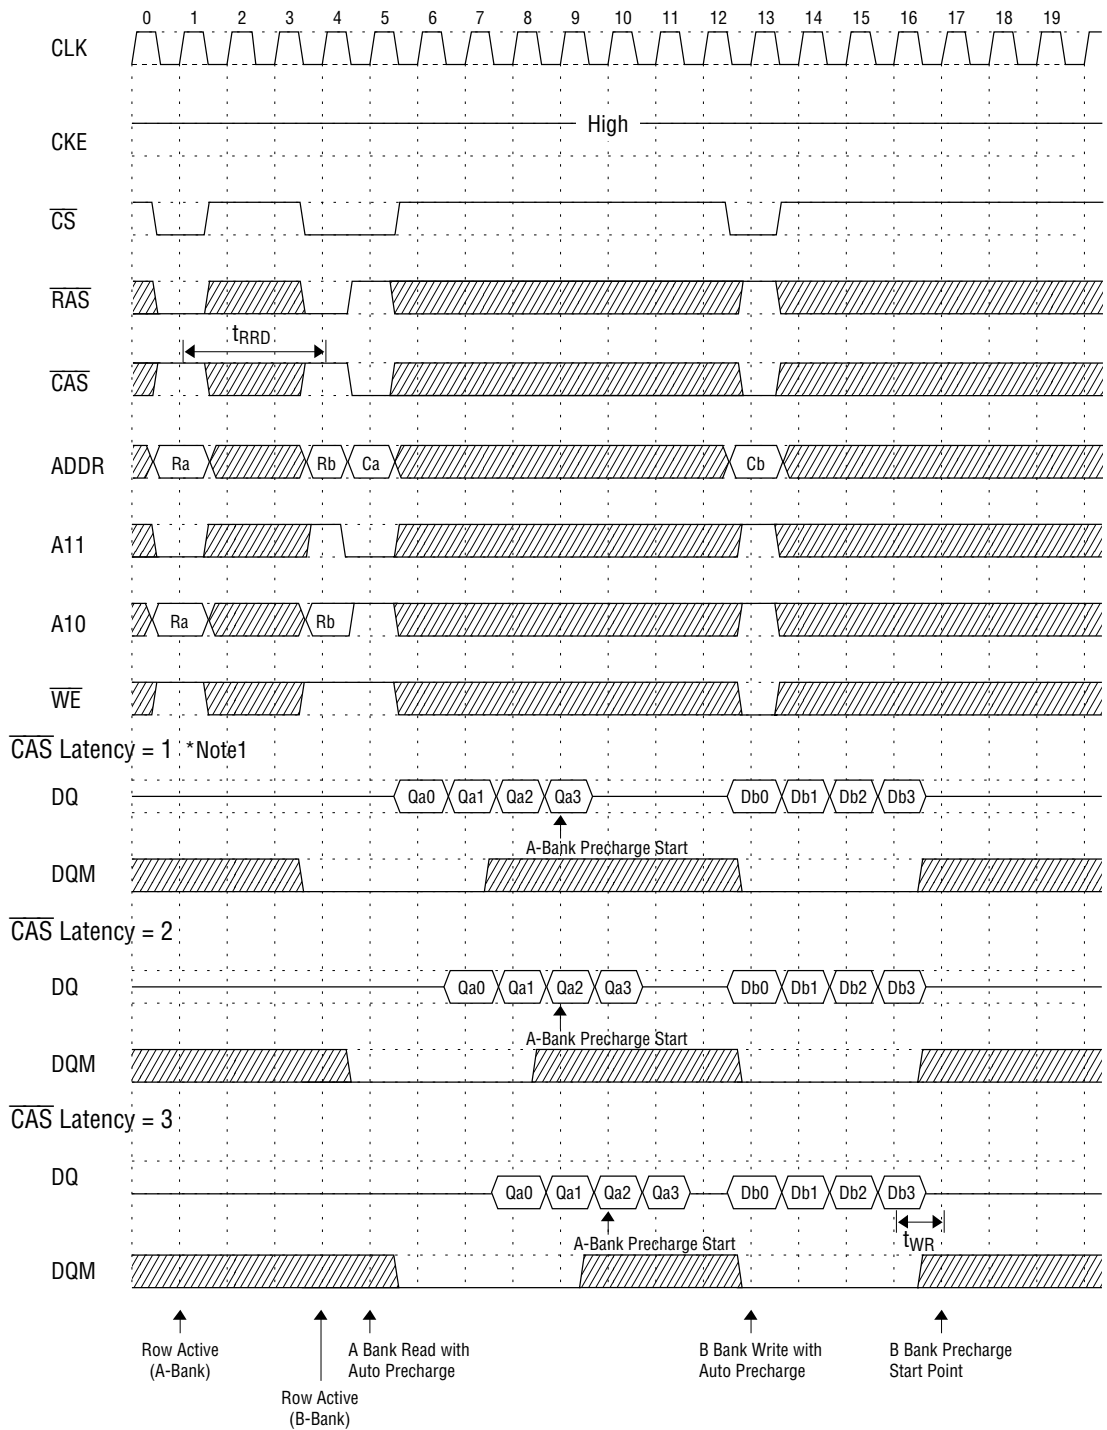 0 1 2 3 4 5 6 7 8 9 10 11 12 13 14 15 16 17 18 19
CLK
High
CKE
CS
RAS
tRRD
CAS
ADDR Ra Rb Ca Cb
A11
A10 Ra Rb
WE
CAS Latency = 1 *Note1
DQ Qa0 Qa1 Qa2 Qa3 Db0 Db1 Db2 Db3
A-Bank Precharge Start
DQM
CAS Latency = 2
DQ Qa0 Qa1 Qa2 Qa3 Db0 Db1 Db2 Db3
A-Bank Precharge Start
DQM
CAS Latency = 3
DQ Qa0 Qa1 Qa2 Qa3 Db0 Db1 Db2 Db3
tWR
A-Bank Precharge Start
DQM
Row Active
(A-Bank)
Row Active
(B-Bank)
A Bank Read with
Auto Precharge
B Bank Write with
Auto Precharge
B Bank Precharge
Start Point